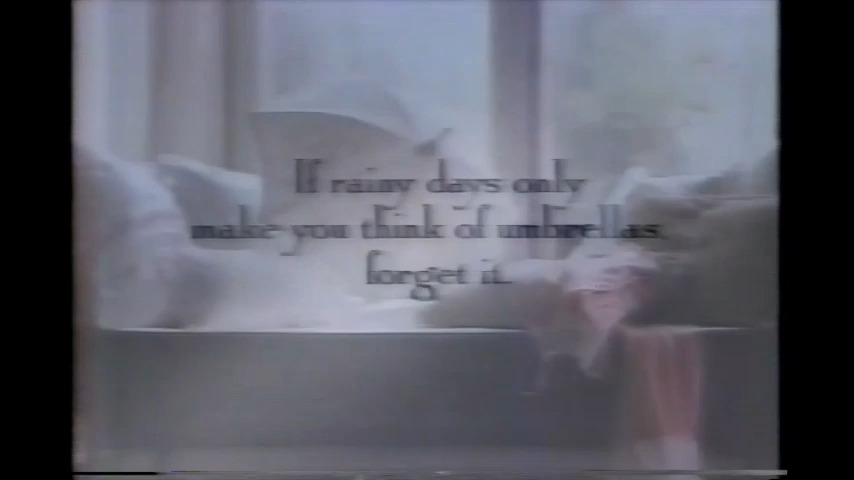 If rainy days only
make you think of umbrellas,
forget it.